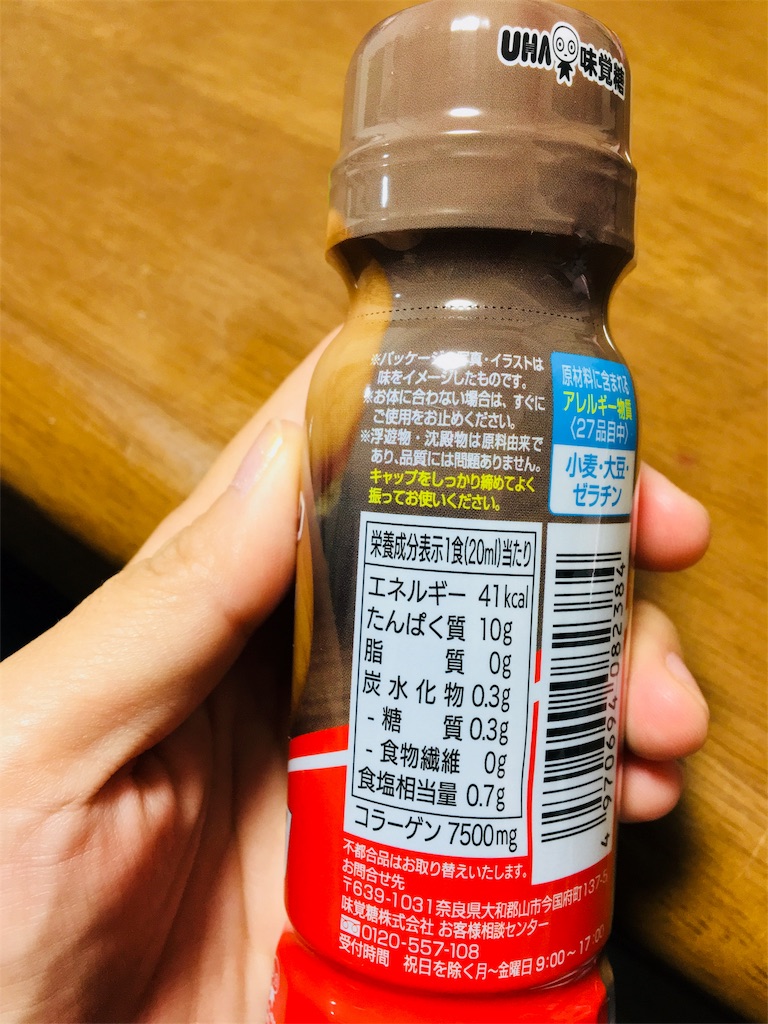 UHA味覚糖
※パッケージの写真・イラストは
味をイメージしたものです。
※お体に合わない場合は、すぐに
ご使用をお止めください。
※浮遊物・沈殿物は原料由来で
あり、品質には問題ありません。
キャップをしっかり締めてよく
振ってお使いください。
原材料に含まれる
アレルギー物質
〈27品目中〉
小麦・大豆・
ゼラチン
栄養成分表示1食(20ml)当たり
エネルギー 41kcal
たんぱく質 10g
脂質 0g
炭水化物 0.3g
-糖質 0.3g
-食物繊維 0g
食塩相当量 0.7g
コラーゲン 7500mg
4 970694 082384
不都合品はお取り替えいたします。
お問合せ先
〒639-1031奈良県大和郡山市今国府町137-5
味覚糖株式会社 お客様相談センター
0120-557-108
受付時間 祝日を除く月〜金曜日9:00〜17:00